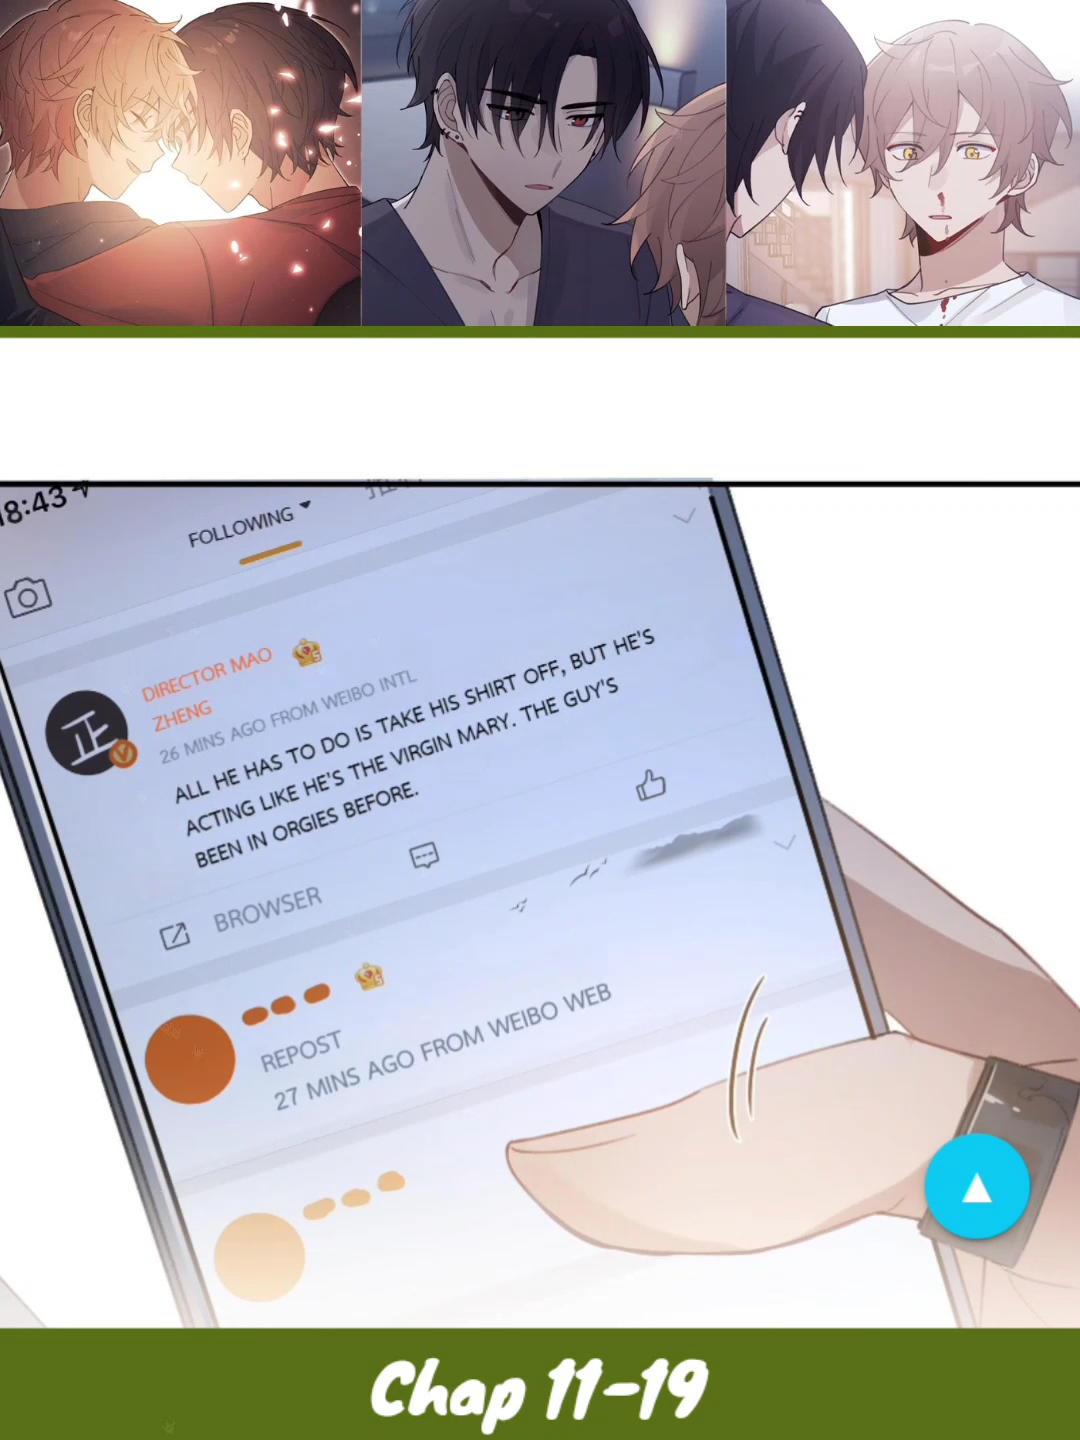 18:43
FOLLOWING
DIRECTOR MAO
ZHENG
正
26 MINS AGO FROM WEIBO INTL
ALL HE HAS TO DO IS TAKE HIS SHIRT OFF, BUT HE'S
ACTING LIKE HE'S THE VIRGIN MARY. THE GUY'S
BEEN IN ORGIES BEFORE.
BROWSER
REPOST
27 MINS AGO FROM WEIBO WEB
Chap 11-19